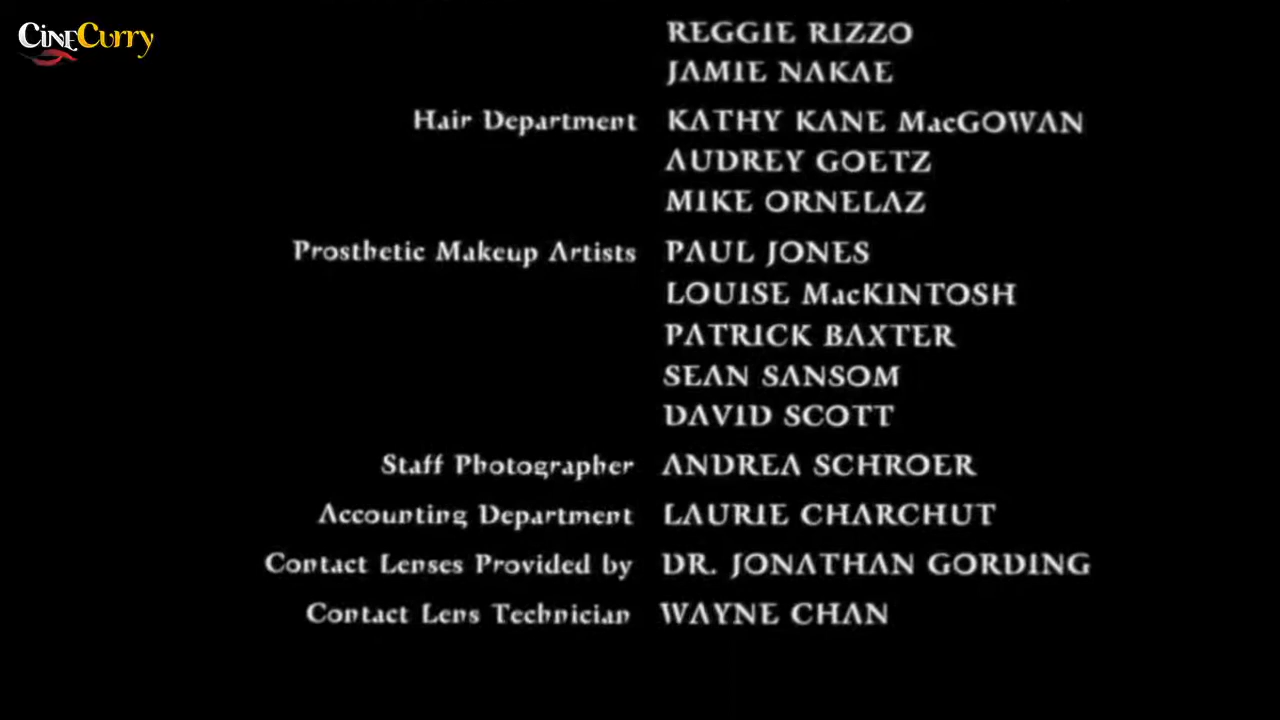 CineCurry
REGGIE RIZZO
JAMIE NAKAE
Hair Department KATHY KANE MacGOWAN
AUDREY GOETZ
MIKE ORNELAZ
Prosthetic Makeup Artists PAUL JONES
LOUISE MacKINTOSH
PATRICK BAXTER
SEAN SANSOM
DAVID SCOTT
Staff Photographer ANDREA SCHROER
Accounting Department LAURIE CHARCHUT
Contact Lenses Provided by DR. JONATHAN GORDING
Contact Lens Technician WAYNE CHAN